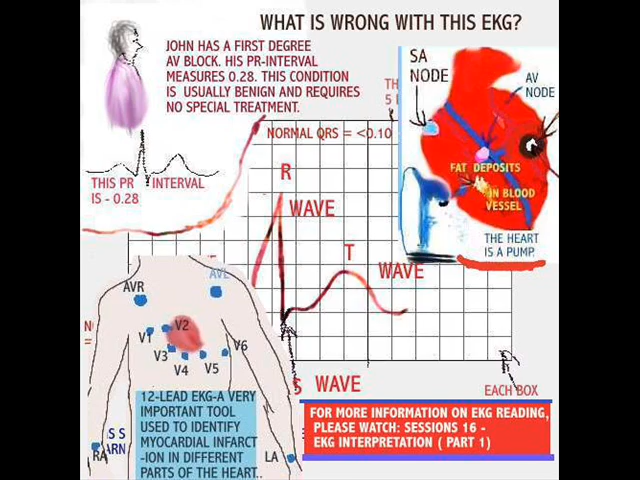 WHAT IS WRONG WITH THIS EKG?
JOHN HAS A FIRST DEGREE
AV BLOCK. HIS PR-INTERVAL
MEASURES 0.28. THIS CONDITION
IS USUALLY BENIGN AND REQUIRES
NO SPECIAL TREATMENT.
SA
NODE
AV
NODE
TH
5
NORMAL QRS = <0.10
FAT DEPOSITS
IN BLOOD
VESSEL
THE HEART
IS A PUMP.
THIS PR INTERVAL
IS - 0.28
R
WAVE
T
WAVE
S WAVE
EACH BOX
AVR
AVL
V1
V2
V3
V4
V5
V6
RA
LA
S S
ARN
12-LEAD EKG-A VERY
IMPORTANT TOOL
USED TO IDENTIFY
MYOCARDIAL INFARCT
-ION IN DIFFERENT
PARTS OF THE HEART..
FOR MORE INFORMATION ON EKG READING,
PLEASE WATCH: SESSIONS 16 -
EKG INTERPRETATION ( PART 1)